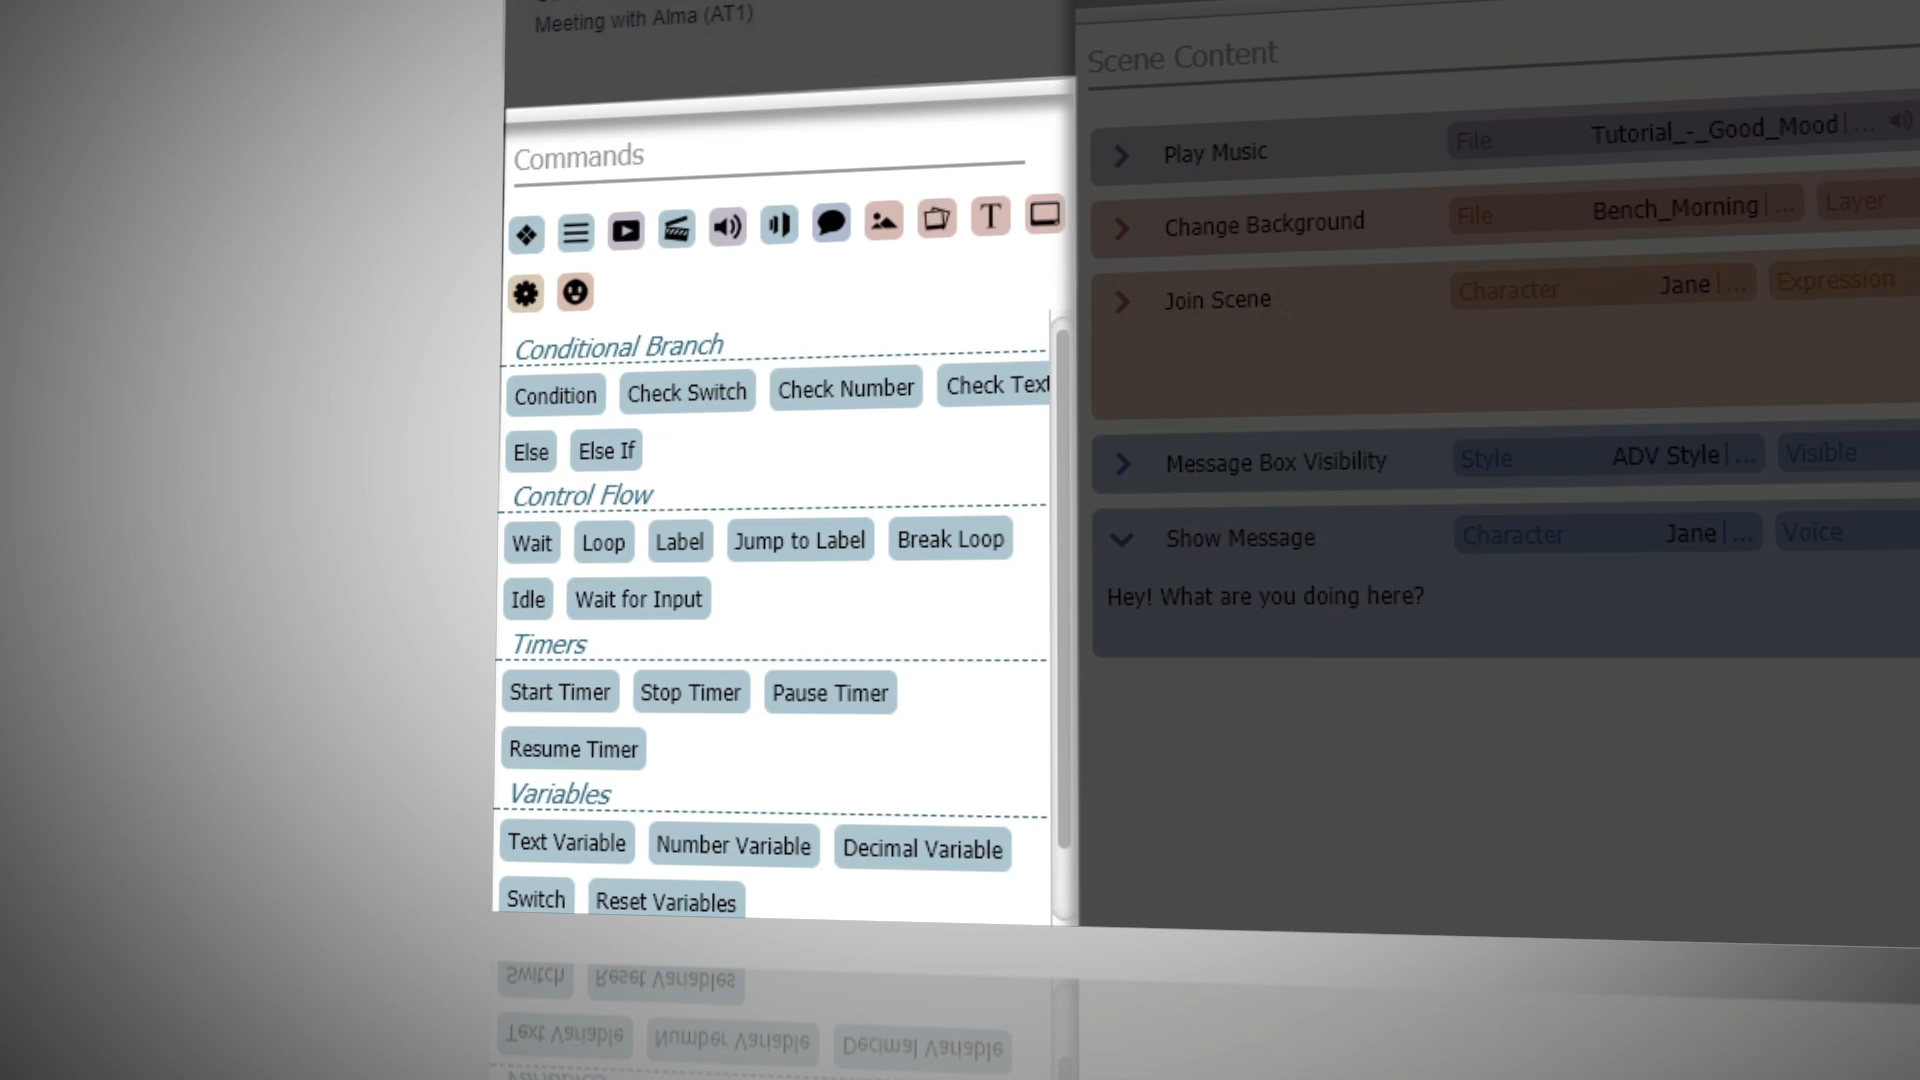 Meeting with Alma (AT1)
Commands
T
Conditional Branch
Condition Check Switch Check Number Check Text
Else Else If
Control Flow
Wait Loop Label Jump to Label Break Loop
Idle Wait for Input
Timers
Start Timer Stop Timer Pause Timer
Resume Timer
Variables
Text Variable Number Variable Decimal Variable
Switch Reset Variables
Scene Content
Play Music File Tutorial_-_Good_Mood ...
Change Background File Bench_Morning ... Layer
Join Scene Character Jane ... Expression
Message Box Visibility Style ADV Style ... Visible
Show Message Character Jane ... Voice
Hey! What are you doing here?